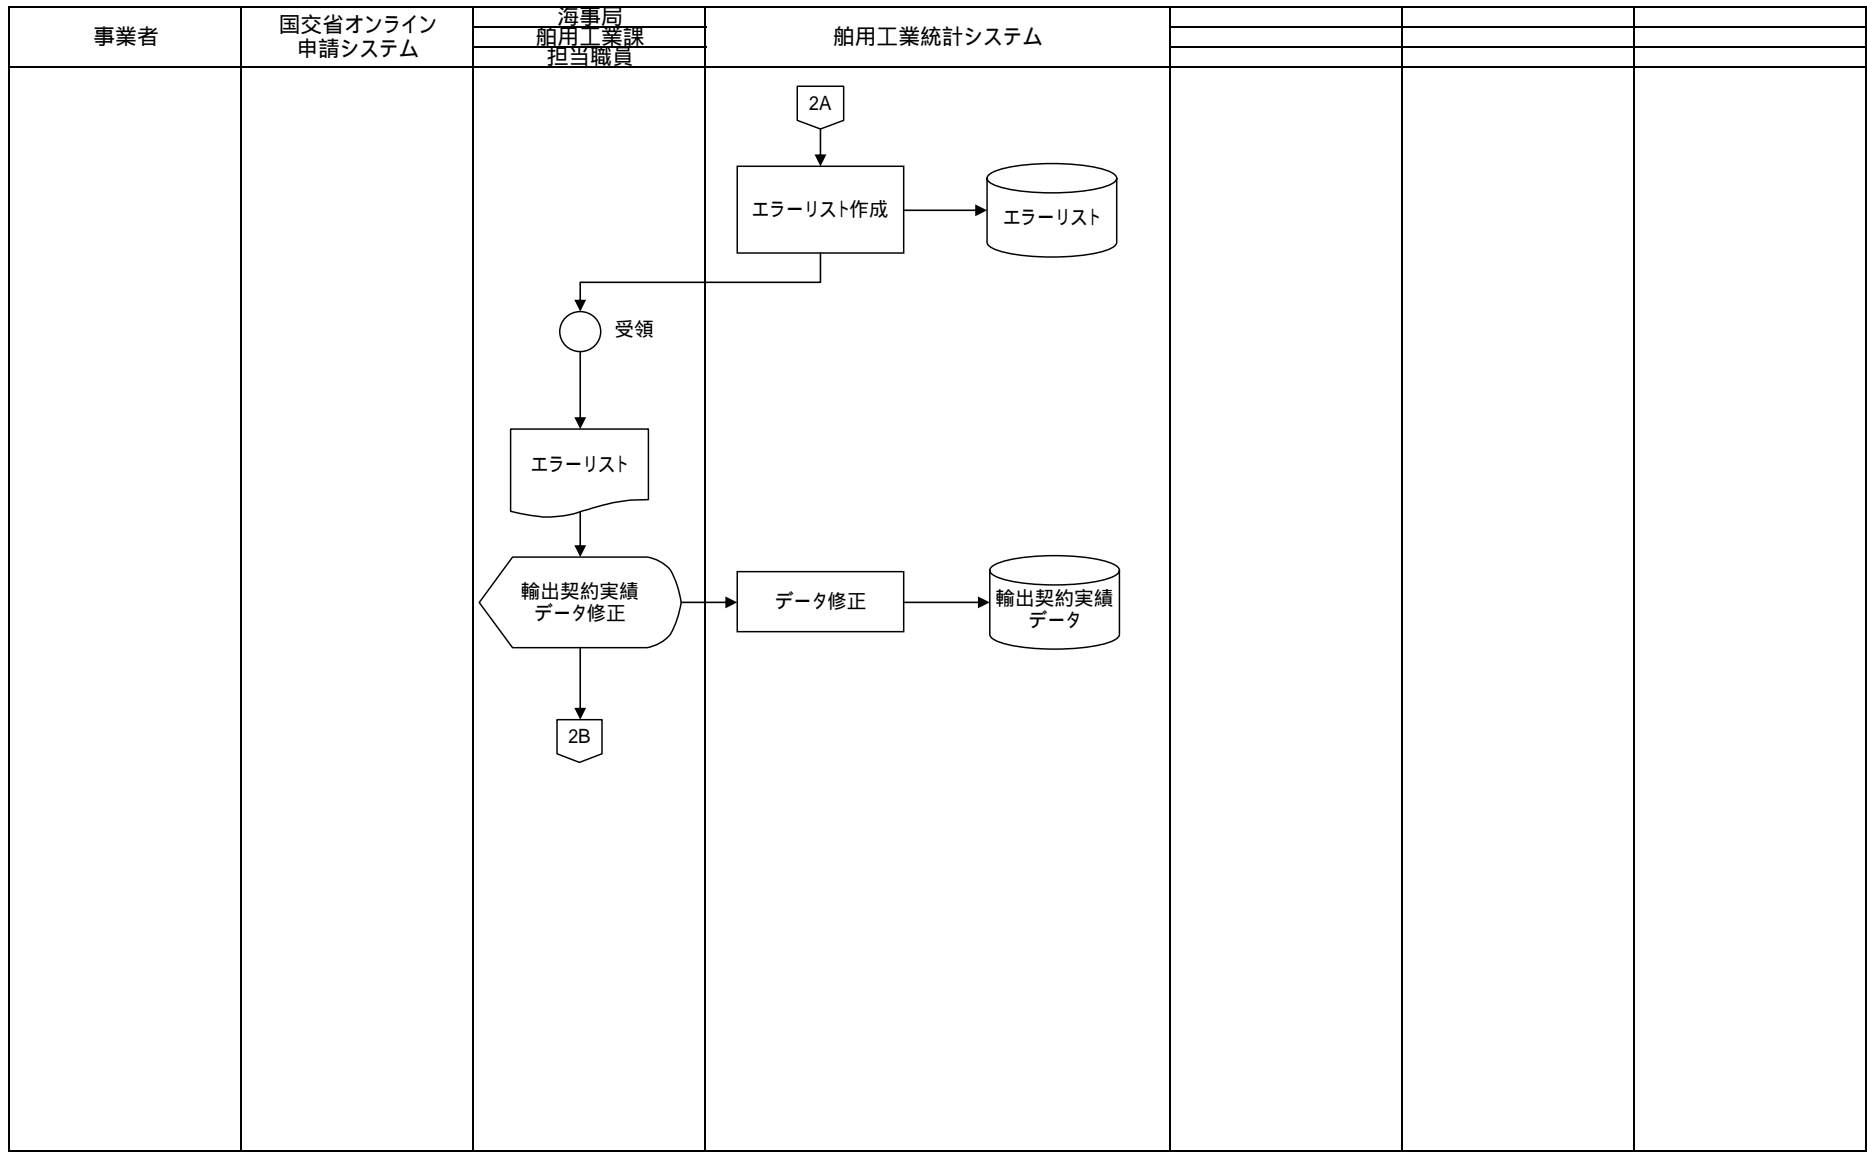 事業者
国交省オンライン
申請システム
海事局
舶用工業課
担当職員
舶用工業統計システム
2A
エラーリスト作成
エラーリスト
受領
エラーリスト
輸出契約実績
データ修正
データ修正
輸出契約実績
データ
2B